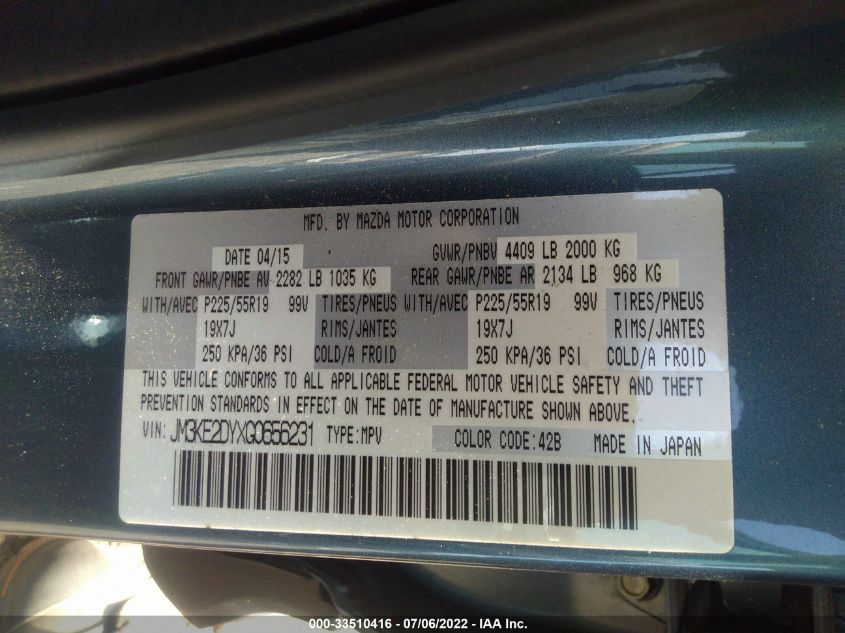 MFD. BY MAZDA MOTOR CORPORATION
DATE 04/15 GVWR/PNBV 4409 LB 2000 KG
FRONT GAWR/PNBE AV 2282 LB 1035 KG REAR GAWR/PNBE AR 2134 LB 968 KG
WITH/AVEC P225/55R19 99V TIRES/PNEUS WITH/AVEC P225/55R19 99V TIRES/PNEUS
19X7J RIMS/JANTES 19X7J RIMS/JANTES
250 KPA/36 PSI COLD/A FROID 250 KPA/36 PSI COLD/A FROID
THIS VEHICLE CONFORMS TO ALL APPLICABLE FEDERAL MOTOR VEHICLE SAFETY AND THEFT
PREVENTION STANDARDS IN EFFECT ON THE DATE OF MANUFACTURE SHOWN ABOVE.
VIN: JM3KE2DYXG0656231 TYPE:MPV COLOR CODE:42B MADE IN JAPAN
000-33510416 - 07/06/2022 - IAA Inc.